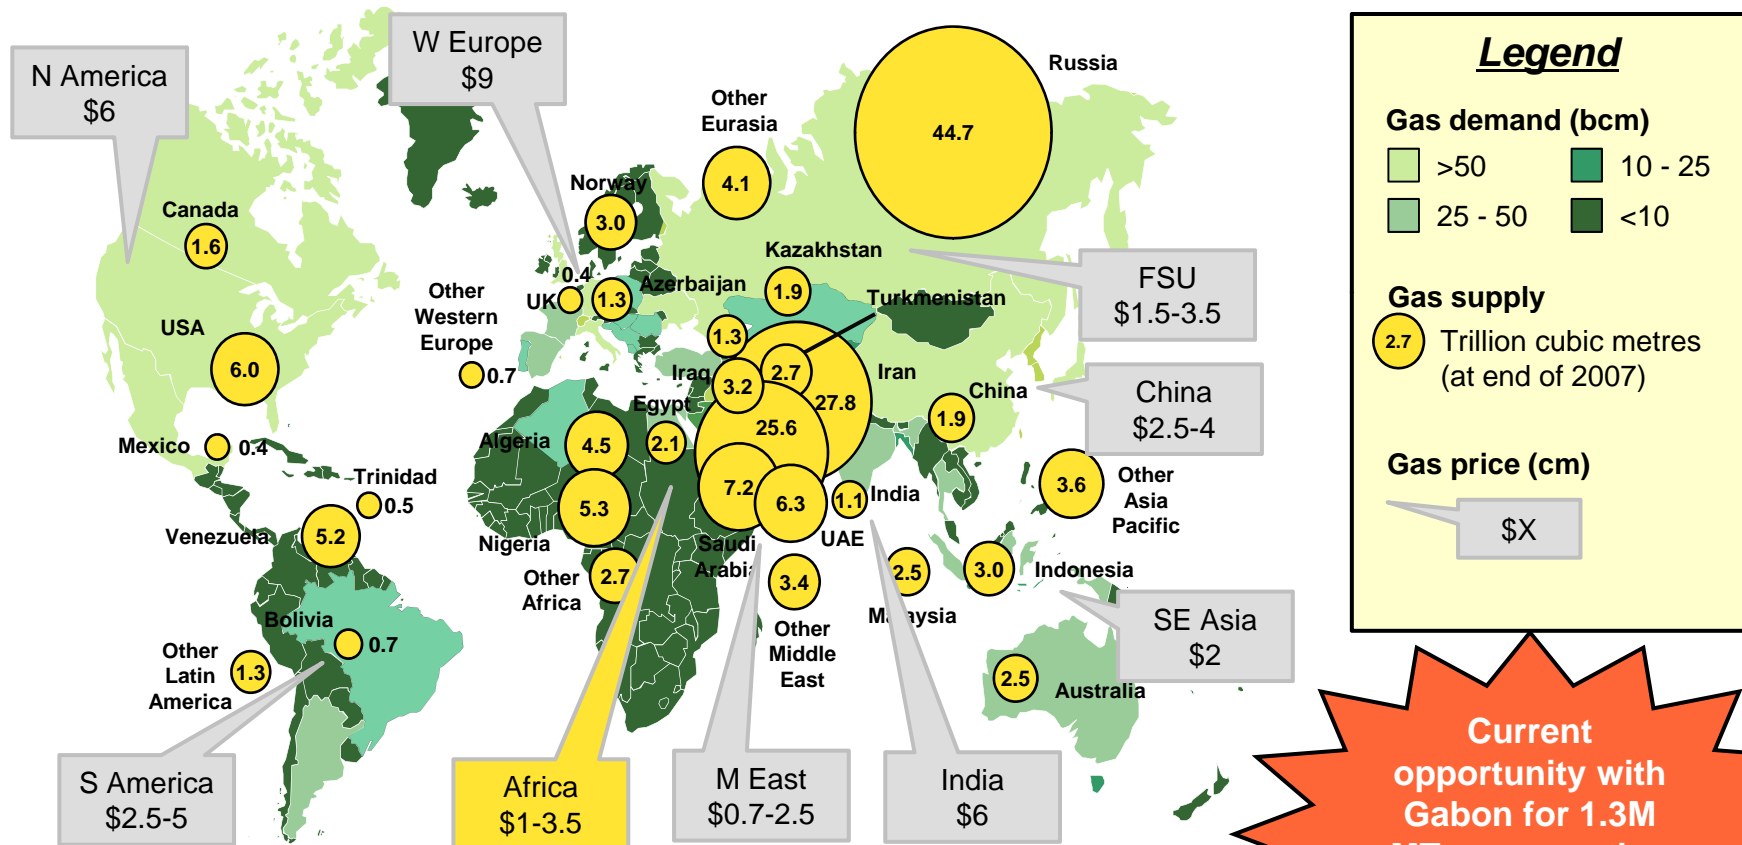 N America
$6
W Europe
$9
Other
Eurasia
4.1
Russia
44.7
Norway
3.0
Canada
1.6
USA
6.0
0.4
UK
1.3
Azerbaijan
Kazakhstan
1.9
Turkmenistan
FSU
$1.5-3.5
Other
Western
Europe
0.7
1.3
Iraq
3.2
2.7
Iran
27.8
25.6
China
1.9
China
$2.5-4
Egypt
2.1
Algeria
4.5
Mexico
0.4
Trinidad
0.5
Venezuela
5.2
Nigeria
5.3
7.2
Saudi
Arabia
6.3
UAE
1.1
India
3.6
Other
Asia
Pacific
Other
Africa
2.7
3.4
Other
Middle
East
2.5
Malaysia
3.0
Indonesia
SE Asia
$2
Bolivia
0.7
Other
Latin
America
1.3
2.5
Australia
S America
$2.5-5
Africa
$1-3.5
M East
$0.7-2.5
India
$6
Legend
Gas demand (bcm)
>50
10 - 25
25 - 50
<10
Gas supply
2.7
Trillion cubic metres
(at end of 2007)
Gas price (cm)
$X
Current
opportunity with
Gabon for 1.3M